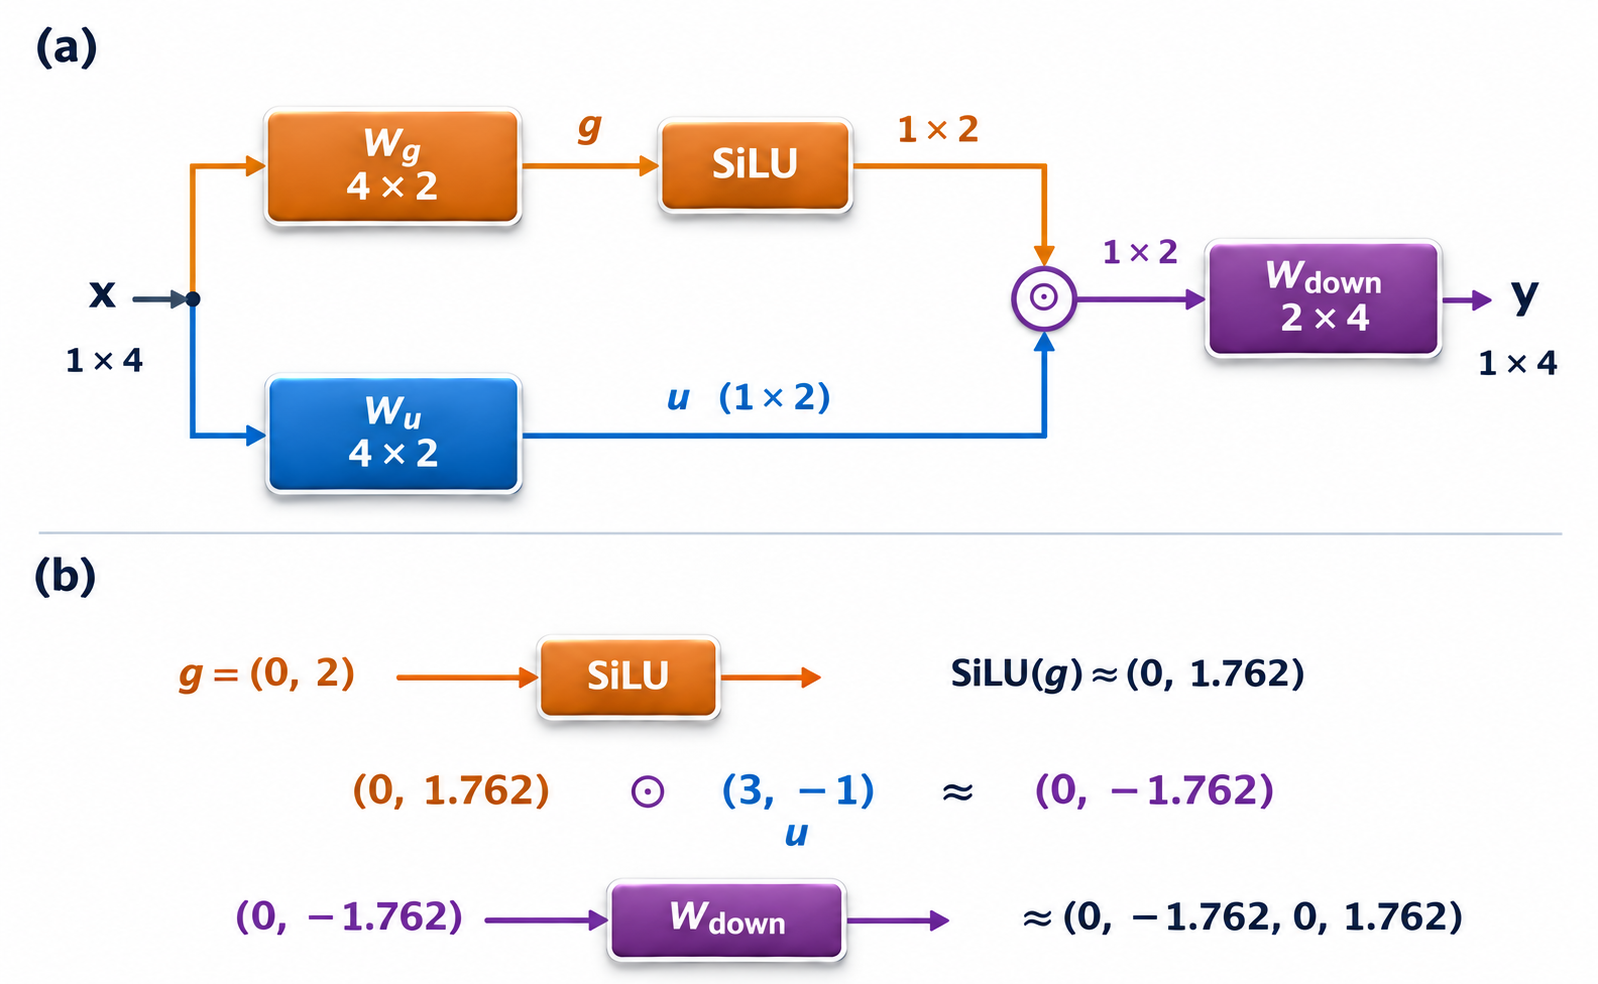 (a)
W_g
4 × 2
g
SiLU
1 × 2
x
1 × 4
1 × 2
W_down
2 × 4
y
1 × 4
W_u
4 × 2
u (1 × 2)
⊙
(b)
g = (0, 2)
SiLU
SiLU(g) ≈ (0, 1.762)
(0, 1.762) ⊙ (3, −1) ≈ (0, −1.762)
u
(0, −1.762)
W_down
≈ (0, −1.762, 0, 1.762)